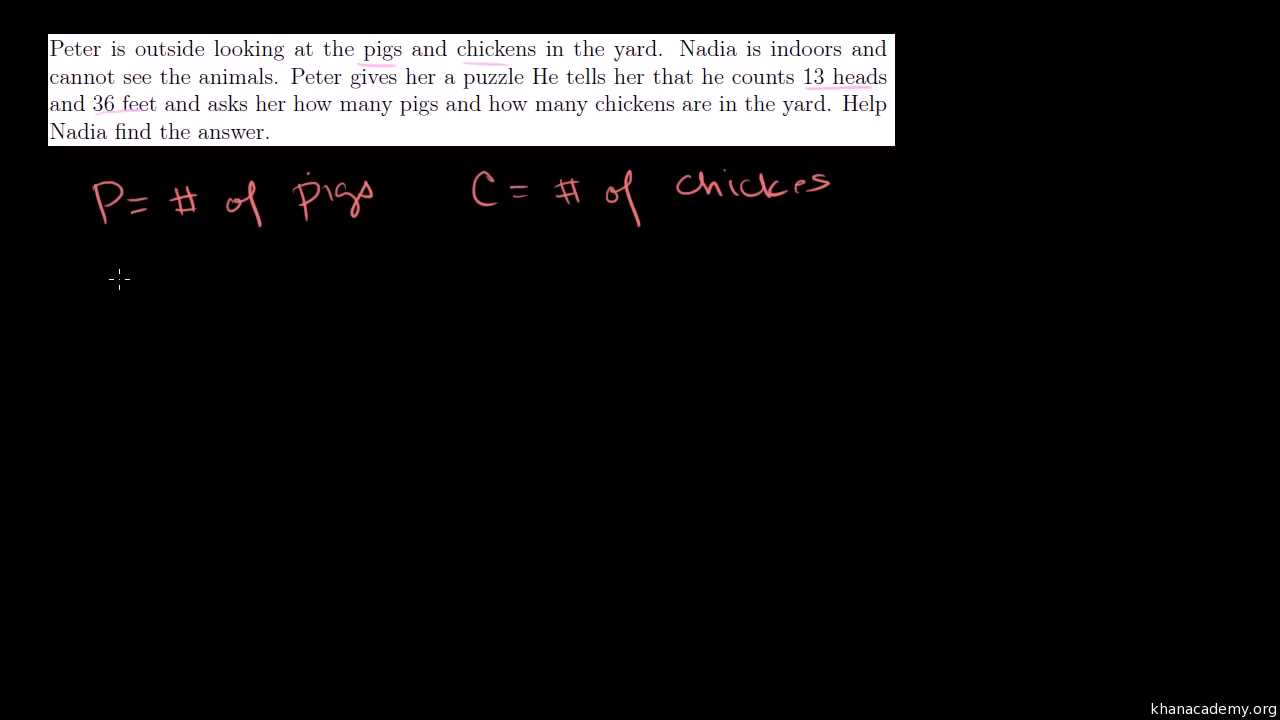 Peter is outside looking at the pigs and chickens in the yard. Nadia is indoors and
cannot see the animals. Peter gives her a puzzle He tells her that he counts 13 heads
and 36 feet and asks her how many pigs and how many chickens are in the yard. Help
Nadia find the answer.
P= # of pigs C = # of chickes
khanacademy.org